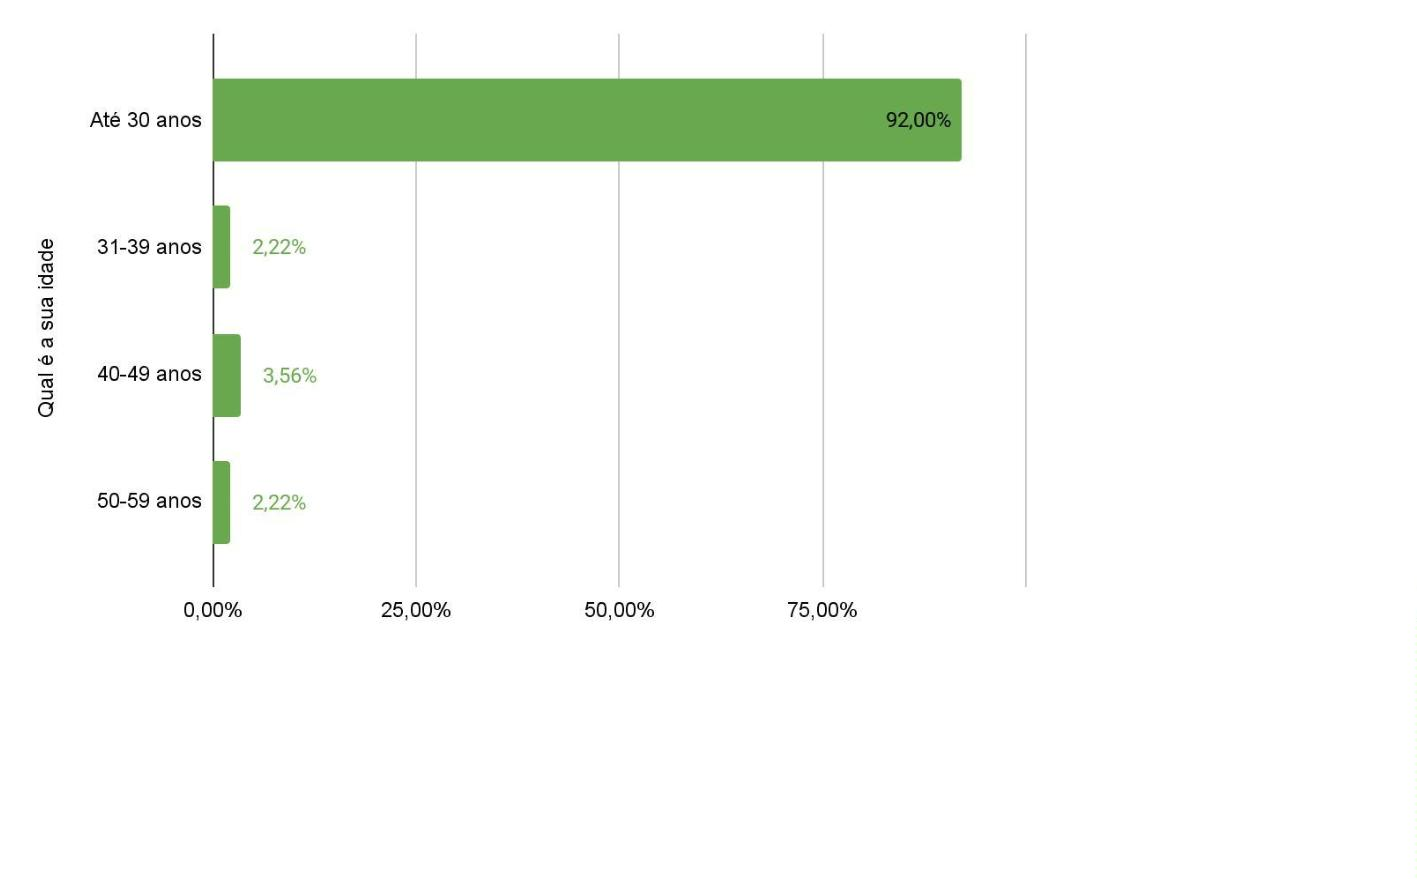 Qual é a sua idade
Até 30 anos
92,00%
31-39 anos
2,22%
40-49 anos
3,56%
50-59 anos
2,22%
0,00%
25,00%
50,00%
75,00%